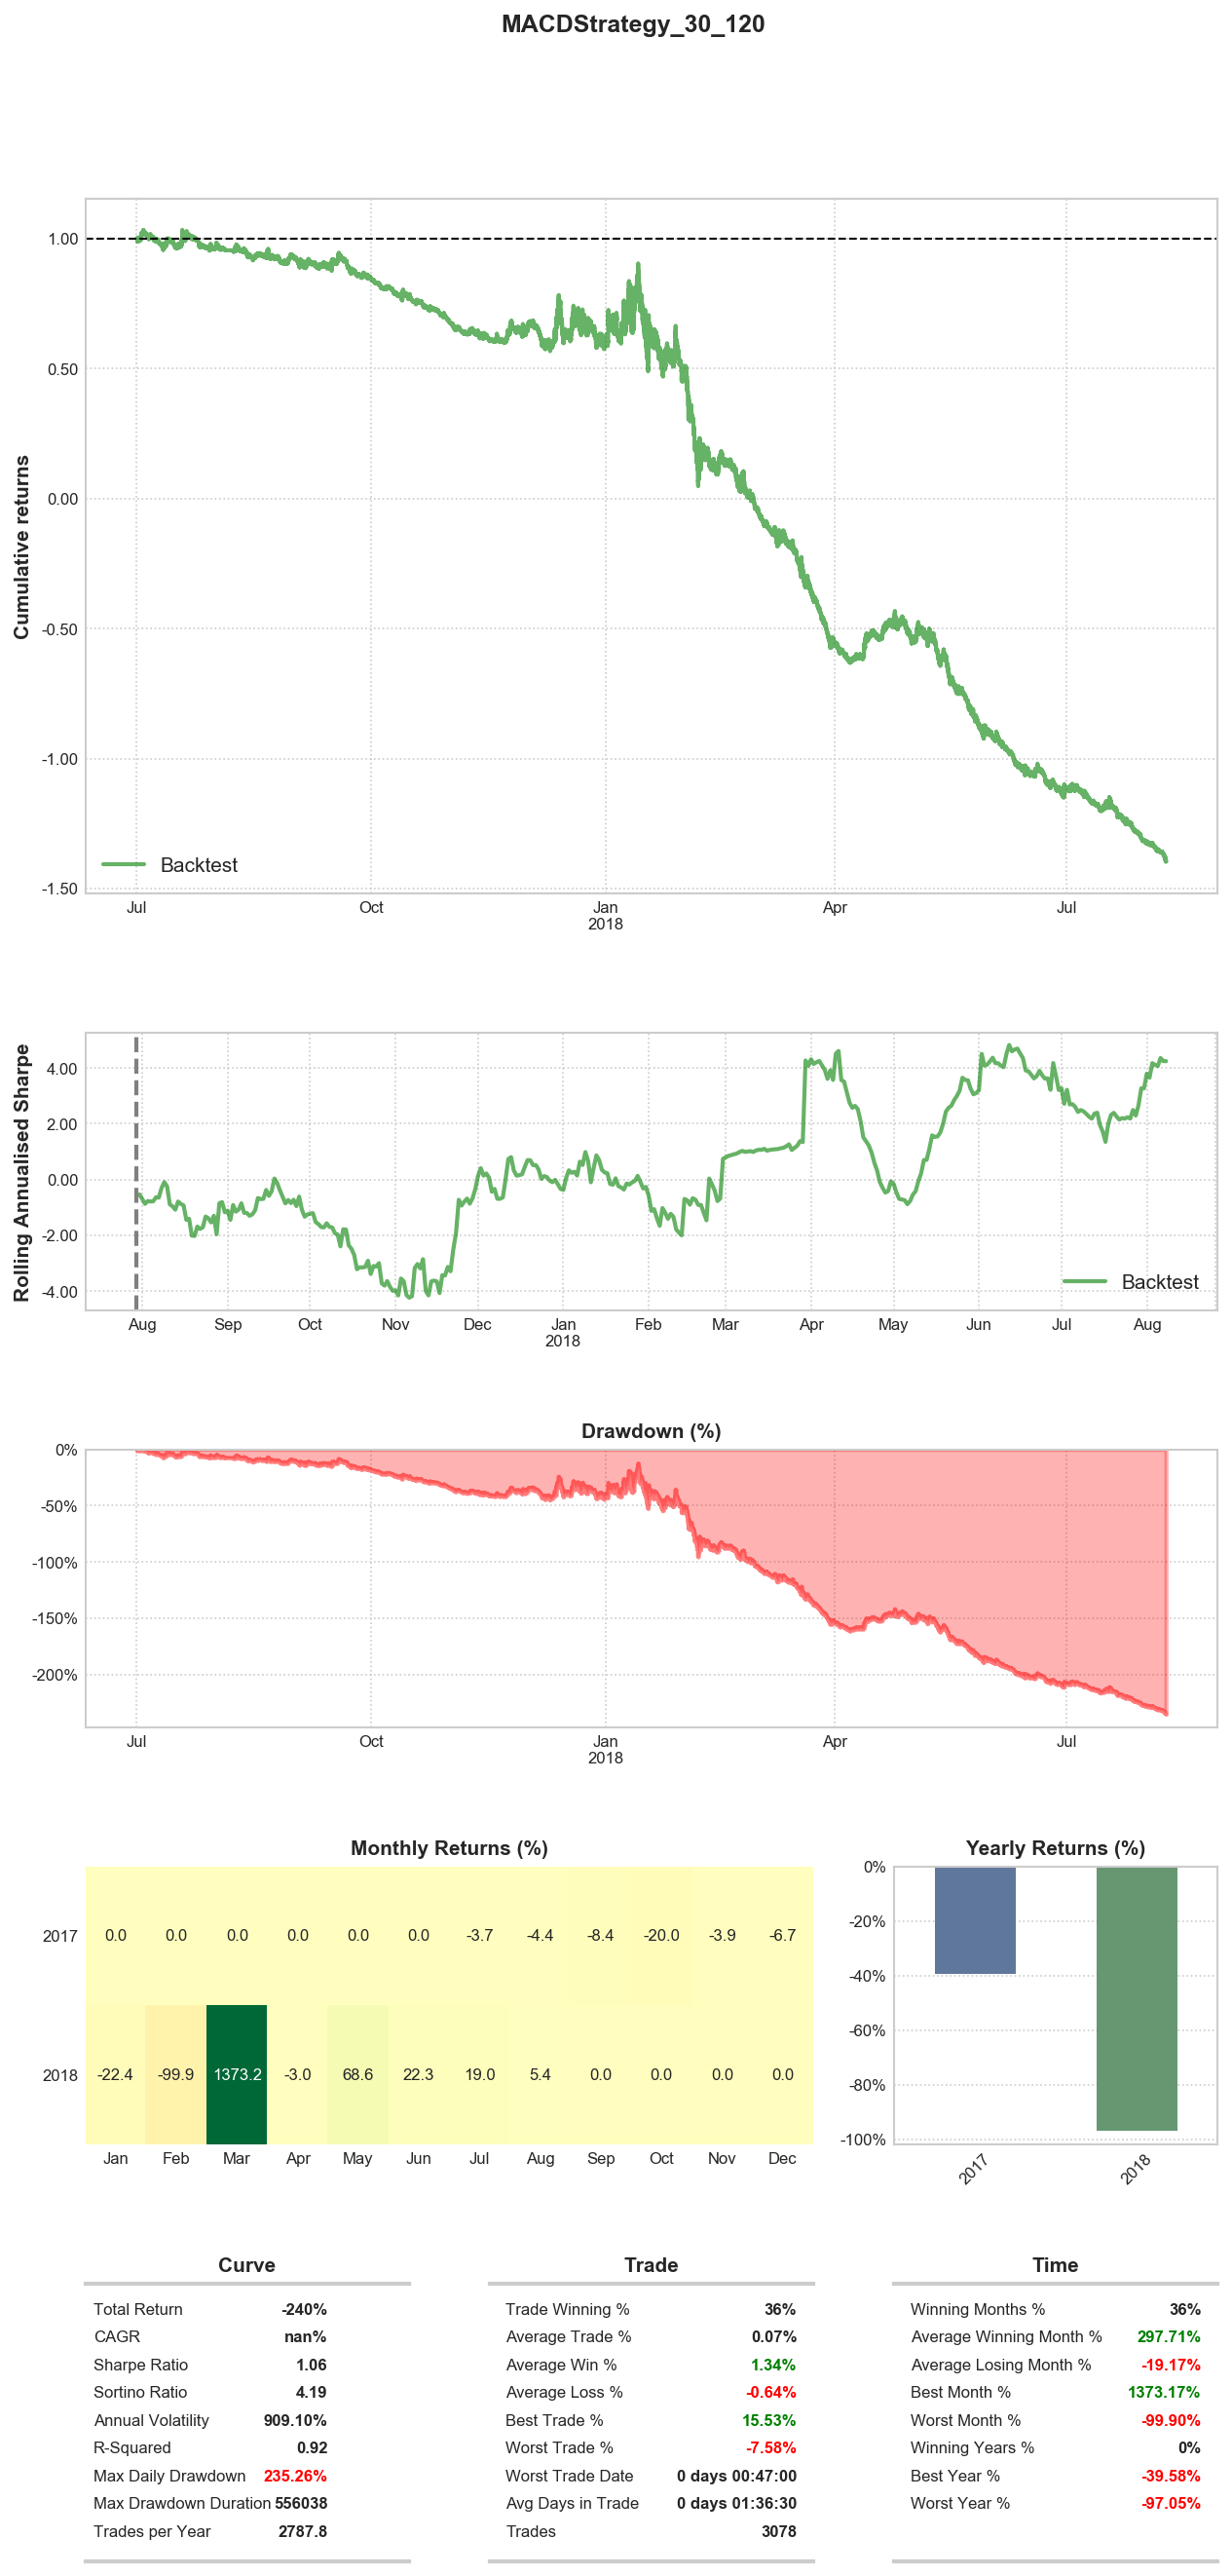 MACDStrategy_30_120
Cumulative returns
1.00
0.50
0.00
-0.50
-1.00
-1.50
Backtest
Jul Oct Jan Apr Jul
2018
Rolling Annualised Sharpe
4.00
2.00
0.00
-2.00
-4.00
Backtest
Aug Sep Oct Nov Dec Jan Feb Mar Apr May Jun Jul Aug
2018
Drawdown (%)
0%
-50%
-100%
-150%
-200%
Jul Oct Jan Apr Jul
2018
Monthly Returns (%)
2017 0.0 0.0 0.0 0.0 0.0 0.0 -3.7 -4.4 -8.4 -20.0 -3.9 -6.7
2018 -22.4 -99.9 1373.2 -3.0 68.6 22.3 19.0 5.4 0.0 0.0 0.0 0.0
Jan Feb Mar Apr May Jun Jul Aug Sep Oct Nov Dec
Yearly Returns (%)
0%
-20%
-40%
-60%
-80%
-100%
2017 2018
Curve
Total Return -240%
CAGR nan%
Sharpe Ratio 1.06
Sortino Ratio 4.19
Annual Volatility 909.10%
R-Squared 0.92
Max Daily Drawdown 235.26%
Max Drawdown Duration 556038
Trades per Year 2787.8
Trade
Trade Winning % 36%
Average Trade % 0.07%
Average Win % 1.34%
Average Loss % -0.64%
Best Trade % 15.53%
Worst Trade % -7.58%
Worst Trade Date 0 days 00:47:00
Avg Days in Trade 0 days 01:36:30
Trades 3078
Time
Winning Months % 36%
Average Winning Month % 297.71%
Average Losing Month % -19.17%
Best Month % 1373.17%
Worst Month % -99.90%
Winning Years % 0%
Best Year % -39.58%
Worst Year % -97.05%